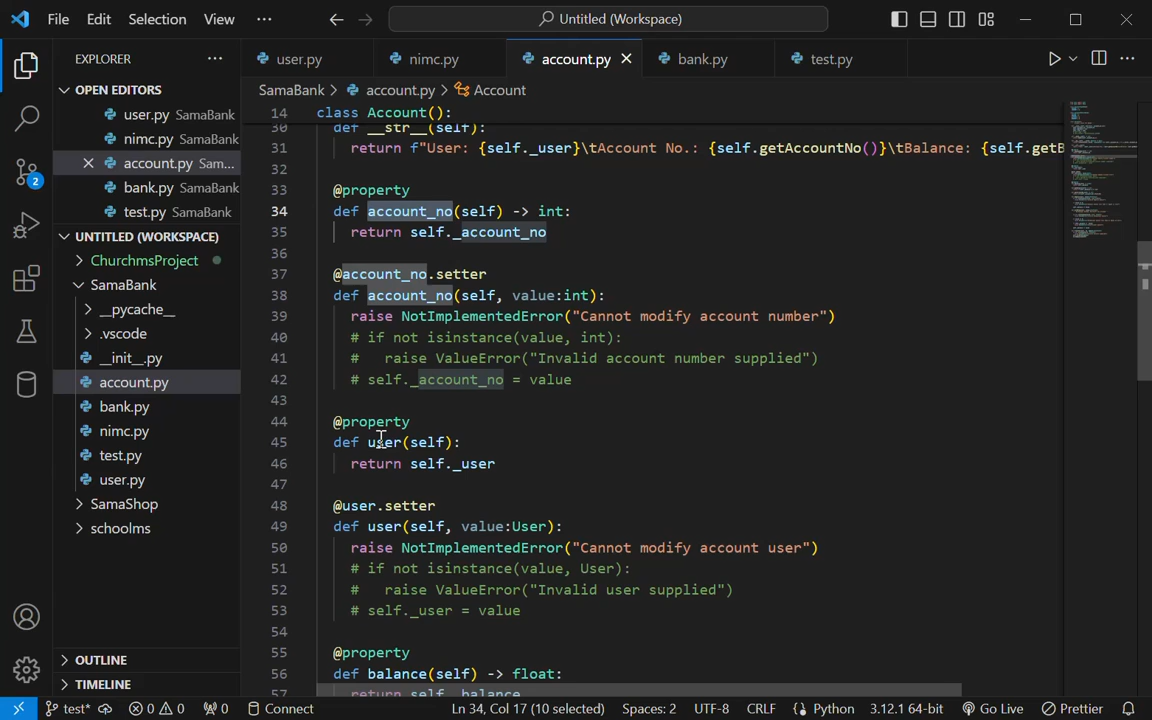 File Edit Selection View ··· Untitled (Workspace)
EXPLORER ···
user.py nimc.py account.py bank.py test.py
OPEN EDITORS
user.py SamaBank
nimc.py SamaBank
account.py Sam...
bank.py SamaBank
test.py SamaBank
UNTITLED (WORKSPACE)
ChurchmsProject
SamaBank
__pycache__
.vscode
__init__.py
account.py
bank.py
nimc.py
test.py
user.py
SamaShop
schoolms
OUTLINE
TIMELINE
2
SamaBank > account.py > Account
14 class Account():
30 def __str__(self):
31 return f"User: {self._user}\tAccount No.: {self.getAccountNo()}\tBalance: {self.getB
32
33 @property
34 def account_no(self) -> int:
35 return self._account_no
36
37 @account_no.setter
38 def account_no(self, value:int):
39 raise NotImplementedError("Cannot modify account number")
40 # if not isinstance(value, int):
41 #   raise ValueError("Invalid account number supplied")
42 # self._account_no = value
43
44 @property
45 def user(self):
46 return self._user
47
48 @user.setter
49 def user(self, value:User):
50 raise NotImplementedError("Cannot modify account user")
51 # if not isinstance(value, User):
52 #   raise ValueError("Invalid user supplied")
53 # self._user = value
54
55 @property
56 def balance(self) -> float:
57 return self._balance
test* 0 0 0 Connect Ln 34, Col 17 (10 selected) Spaces: 2 UTF-8 CRLF Python 3.12.1 64-bit Go Live Prettier